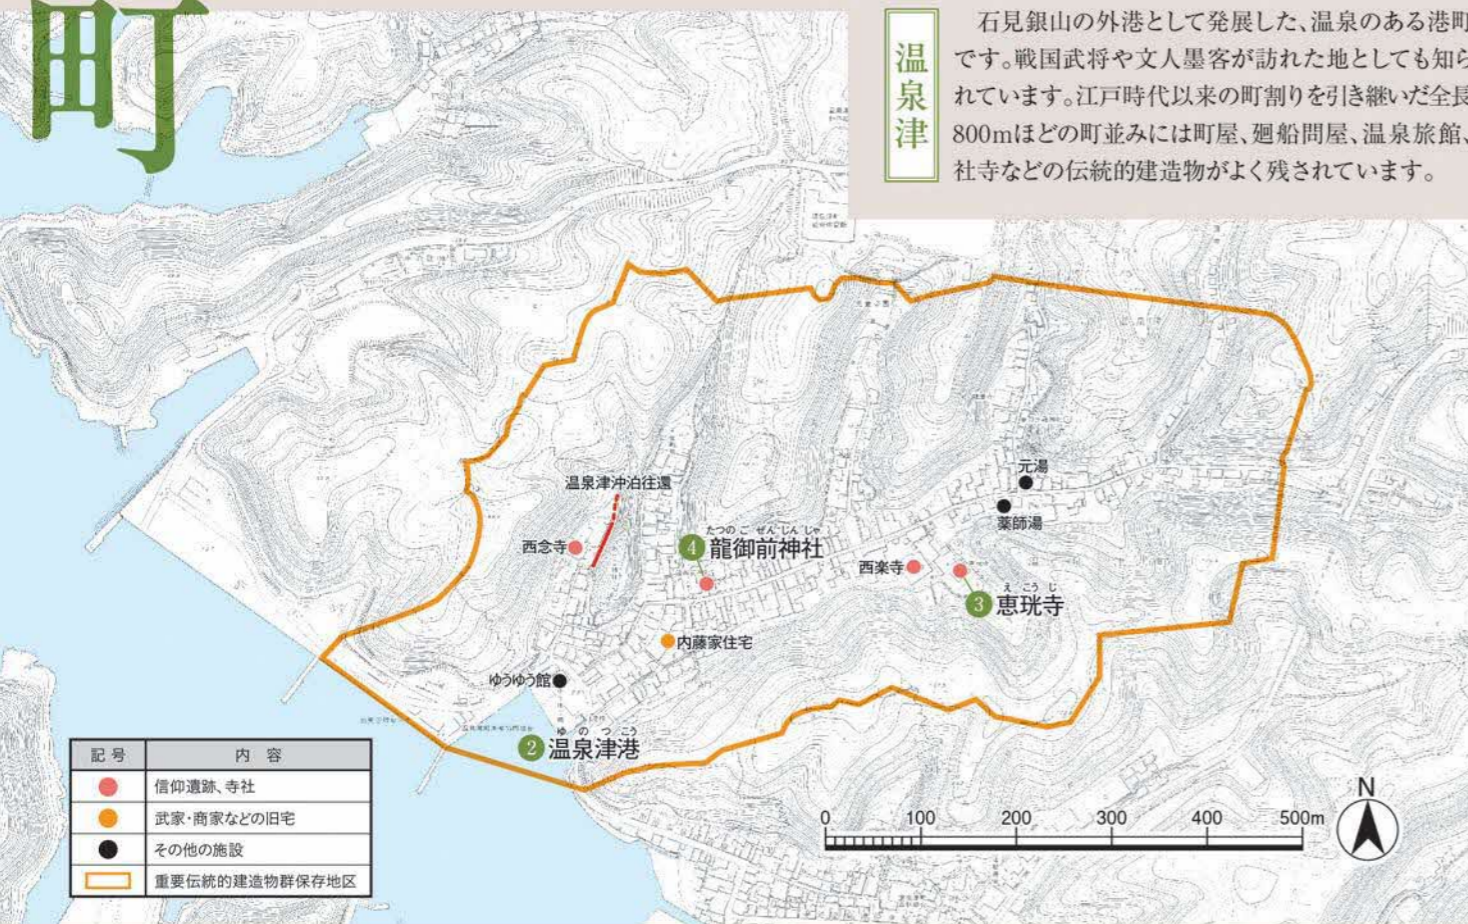 町
温泉津
石見銀山の外港として発展した、温泉のある港町
です。戦国武将や文人墨客が訪れた地としても知ら
れています。江戸時代以来の町割りを引き継いだ全長
800mほどの町並みには町屋、廻船問屋、温泉旅館、
社寺などの伝統的建造物がよく残されています。
元湯
温泉津沖泊往還
薬師湯
たつのごぜんじんじゃ
西念寺
4 龍御前神社
西楽寺
えこうじ
3 恵珖寺
内藤家住宅
ゆうゆう館
ゆのつこう
2 温泉津港
記号 内容
信仰遺跡、寺社
武家・商家などの旧宅
その他の施設
重要伝統的建造物群保存地区
N
0 100 200 300 400 500m